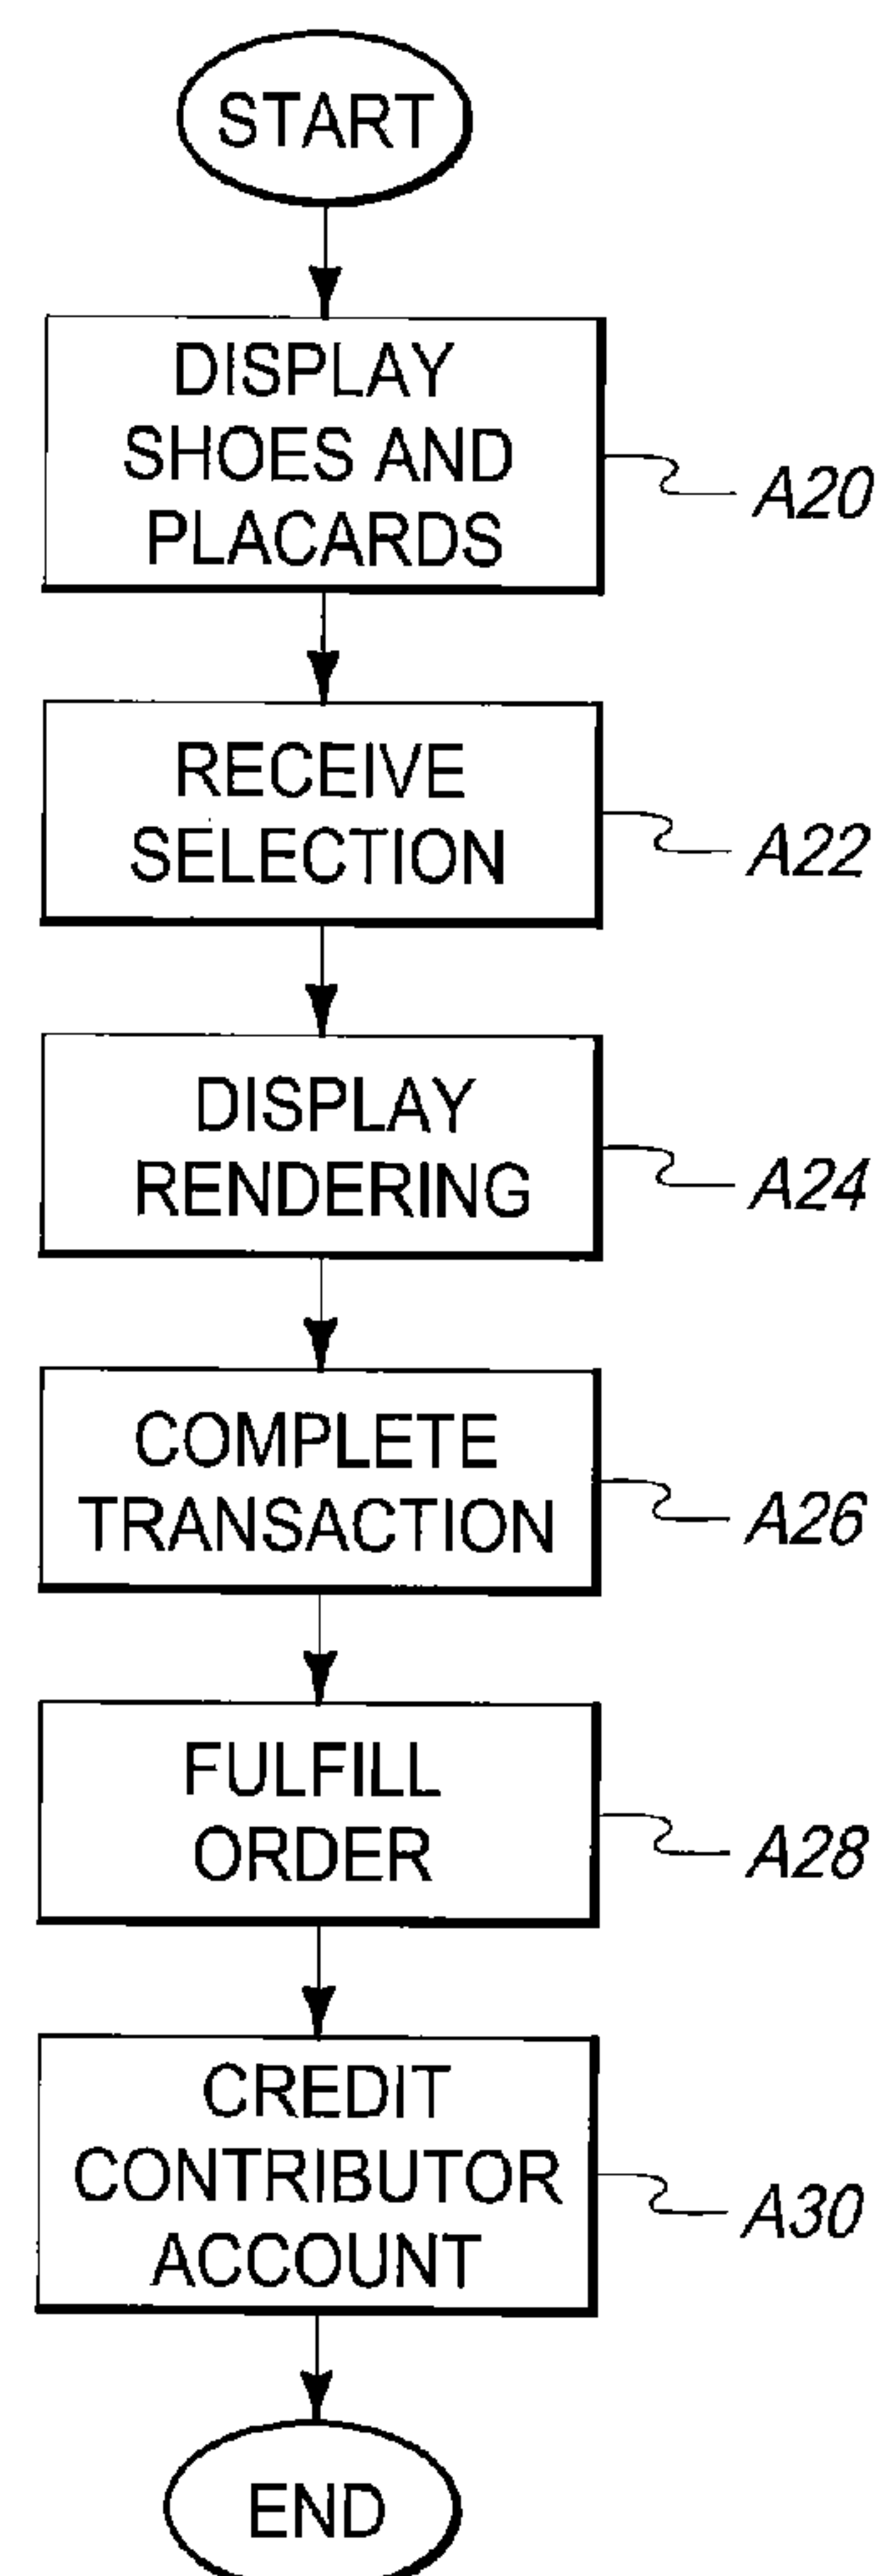 START
DISPLAY
SHOES AND
PLACARDS
A20
RECEIVE
SELECTION
A22
DISPLAY
RENDERING
A24
COMPLETE
TRANSACTION
A26
FULFILL
ORDER
A28
CREDIT
CONTRIBUTOR
ACCOUNT
A30
END